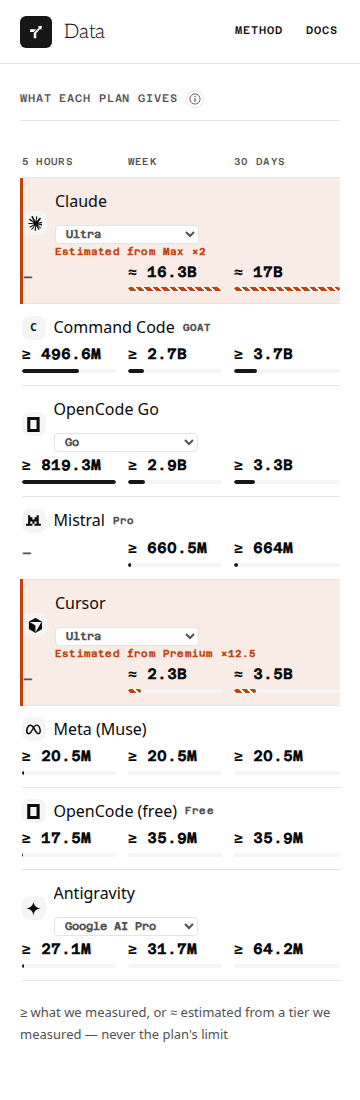 Data
METHOD DOCS
WHAT EACH PLAN GIVES
5 HOURS WEEK 30 DAYS
Claude
Ultra
Estimated from Max ×2
— ≈ 16.3B ≈ 17B
C Command Code GOAT
≥ 496.6M ≥ 2.7B ≥ 3.7B
OpenCode Go
Go
≥ 819.3M ≥ 2.9B ≥ 3.3B
Mistral Pro
— ≥ 660.5M ≥ 664M
Cursor
Ultra
Estimated from Premium ×12.5
— ≈ 2.3B ≈ 3.5B
Meta (Muse)
≥ 20.5M ≥ 20.5M ≥ 20.5M
OpenCode (free) Free
≥ 17.5M ≥ 35.9M ≥ 35.9M
Antigravity
Google AI Pro
≥ 27.1M ≥ 31.7M ≥ 64.2M
≥ what we measured, or ≈ estimated from a tier we
measured — never the plan's limit